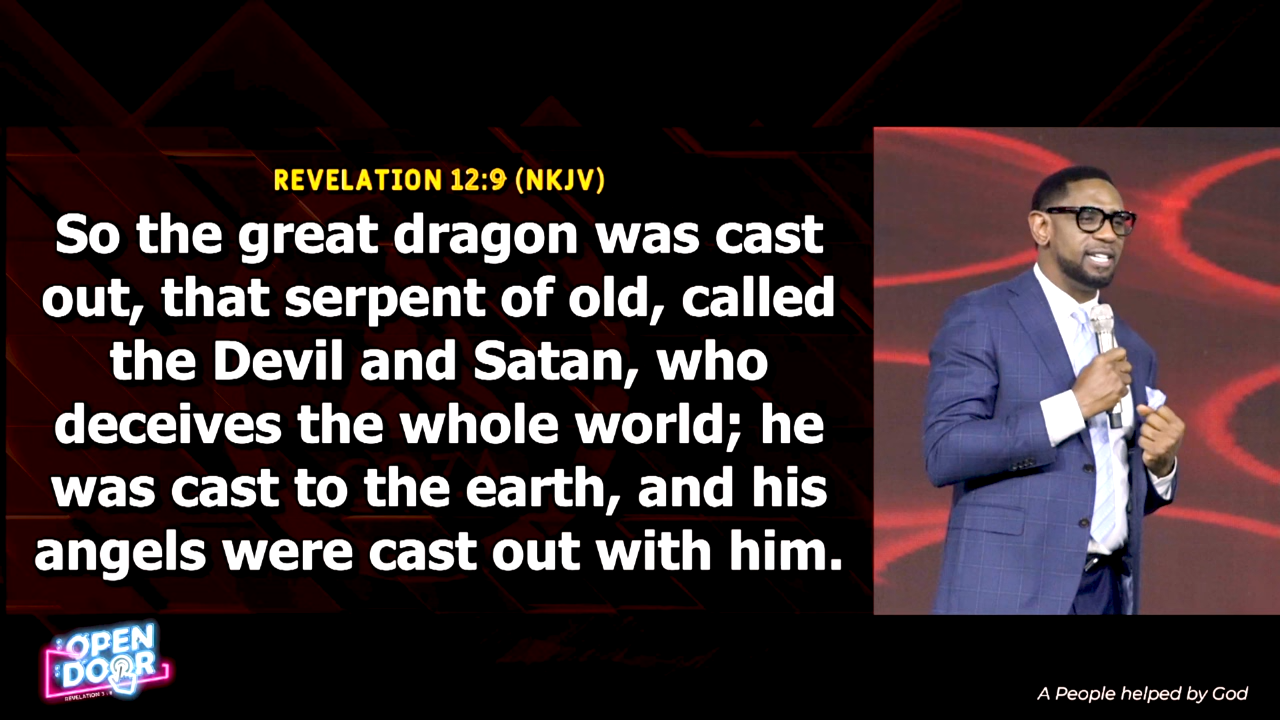 REVELATION 12:9 (NKJV)
So the great dragon was cast
out, that serpent of old, called
the Devil and Satan, who
deceives the whole world; he
was cast to the earth, and his
angels were cast out with him.
OPEN
DOOR
A People helped by God